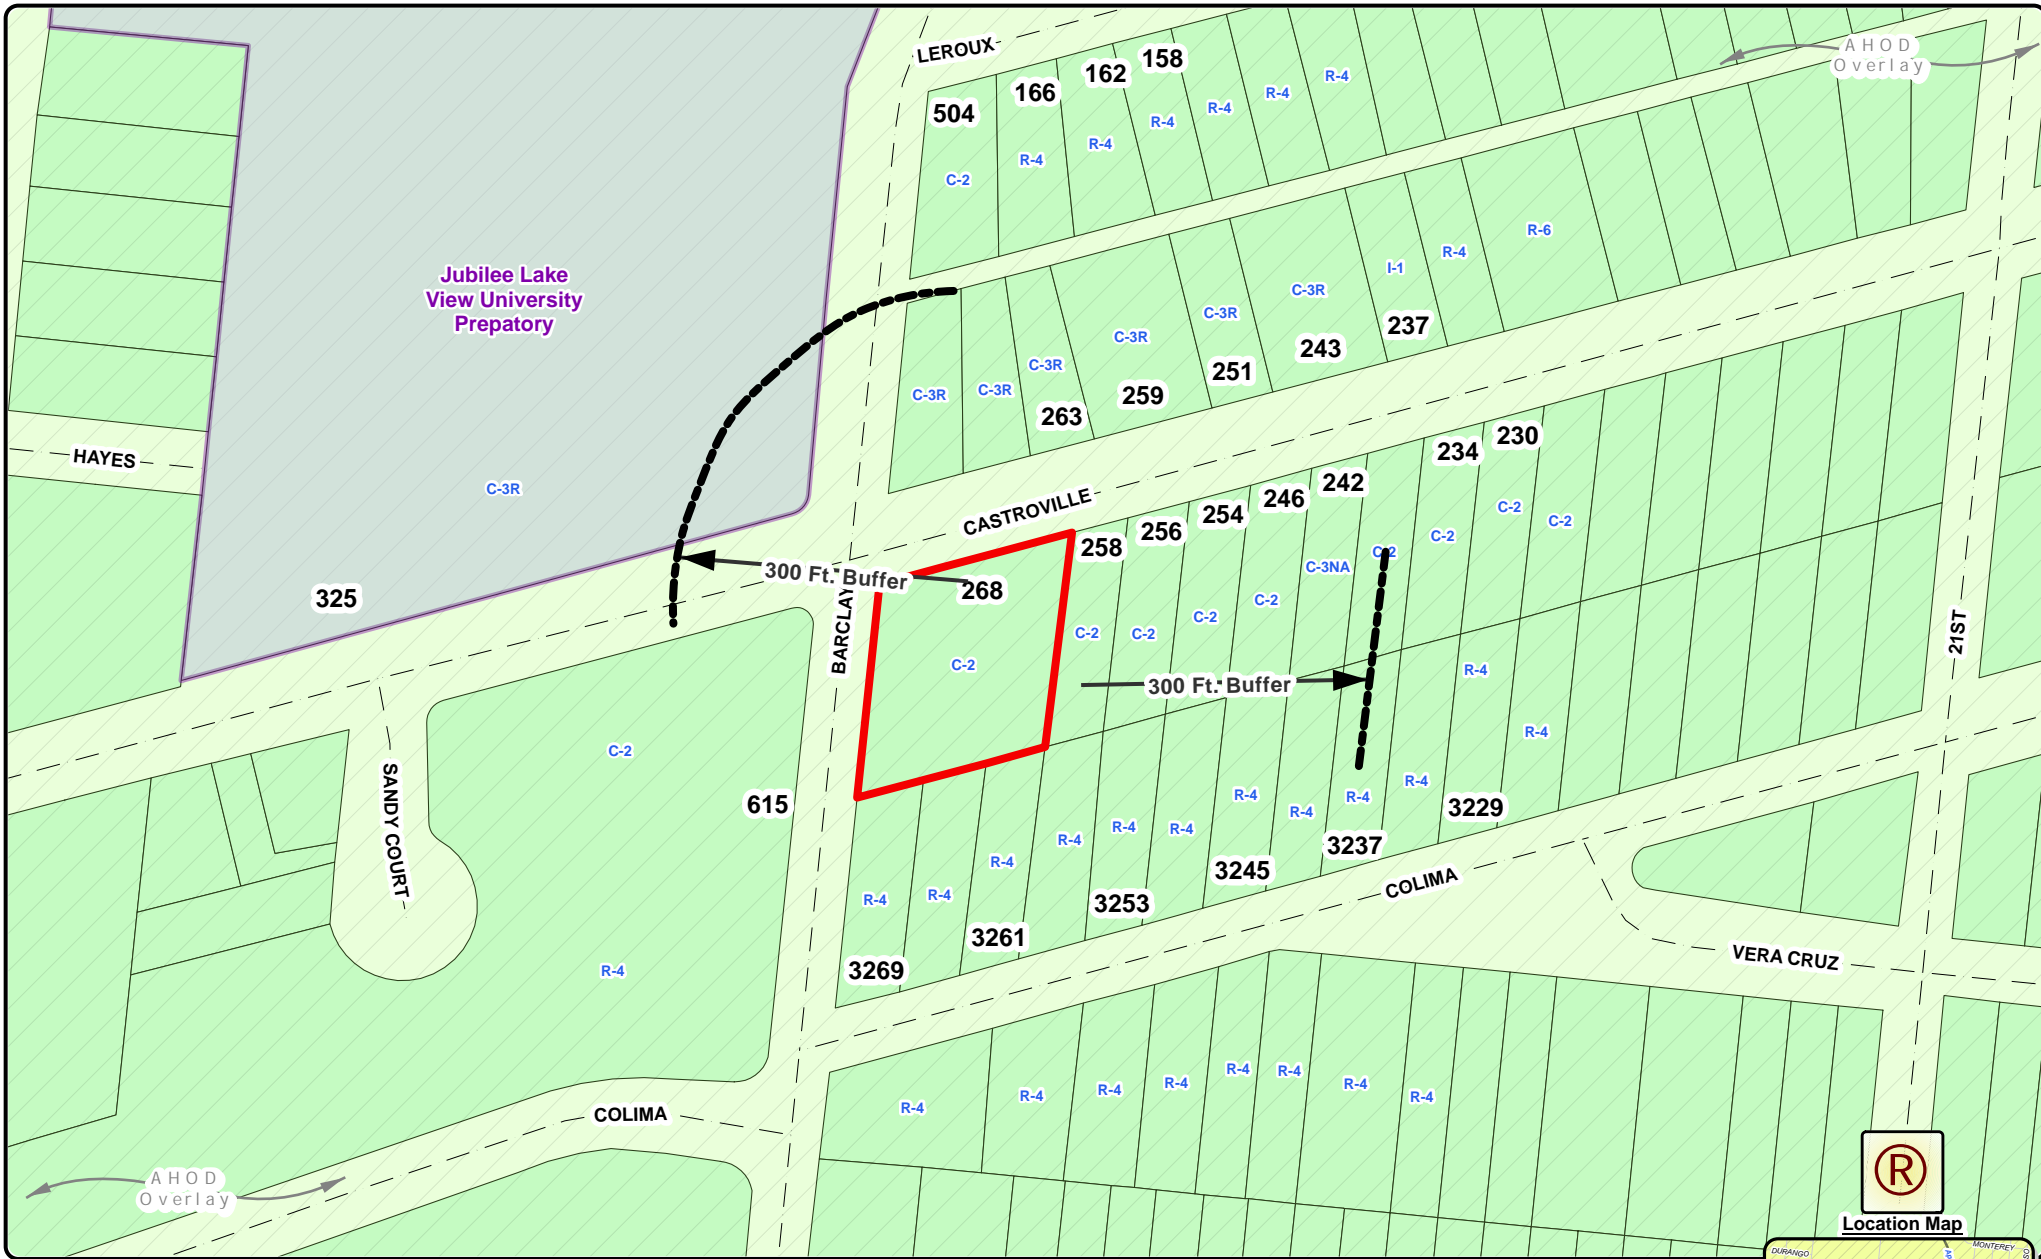 LEROUX
AHOD
Overlay
504
166
162
158
C-2
R-4
R-4
R-4
R-4
R-4
R-4
Jubilee Lake
View University
Prepatory
C-3R
325
HAYES
C-3R
C-3R
C-3R
C-3R
C-3R
C-3R
I-1
R-4
R-6
263
259
251
243
237
CASTROVILLE
258
256
254
246
242
234
230
300 Ft. Buffer
268
BARCLAY
C-2
C-2
C-2
C-2
C-2
C-3NA
C-2
C-2
C-2
C-2
300 Ft. Buffer
21ST
R-4
R-4
C-2
SANDY COURT
615
R-4
R-4
R-4
R-4
R-4
R-4
R-4
R-4
R-4
R-4
R-4
R-4
3269
3261
3253
3245
3237
3229
COLIMA
VERA CRUZ
R-4
R-4
R-4
R-4
R-4
R-4
R-4
R-4
COLIMA
AHOD
Overlay
R
Location Map
DURANGO
MONTEREY